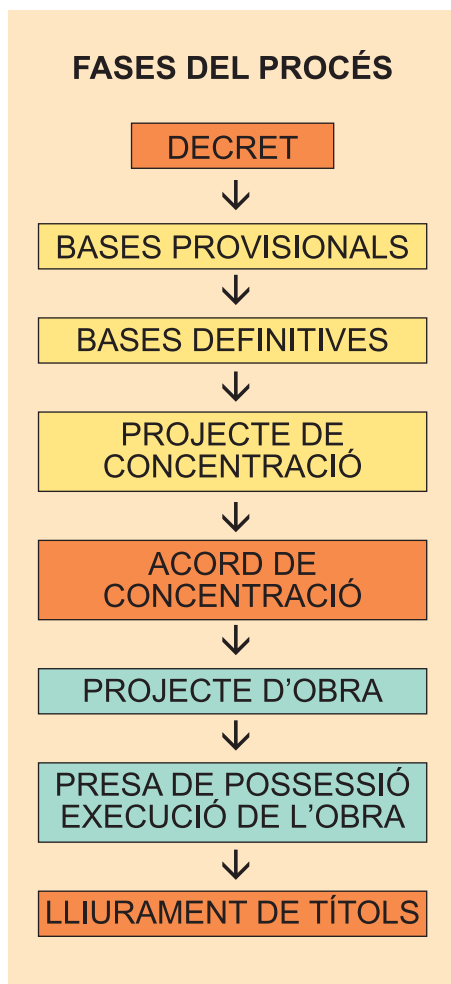 FASES DEL PROCÉS
DECRET
BASES PROVISIONALS
BASES DEFINITIVES
PROJECTE DE
CONCENTRACIÓ
ACORD DE
CONCENTRACIÓ
PROJECTE D'OBRA
PRESA DE POSSESSIÓ
EXECUCIÓ DE L'OBRA
LLIURAMENT DE TÍTOLS